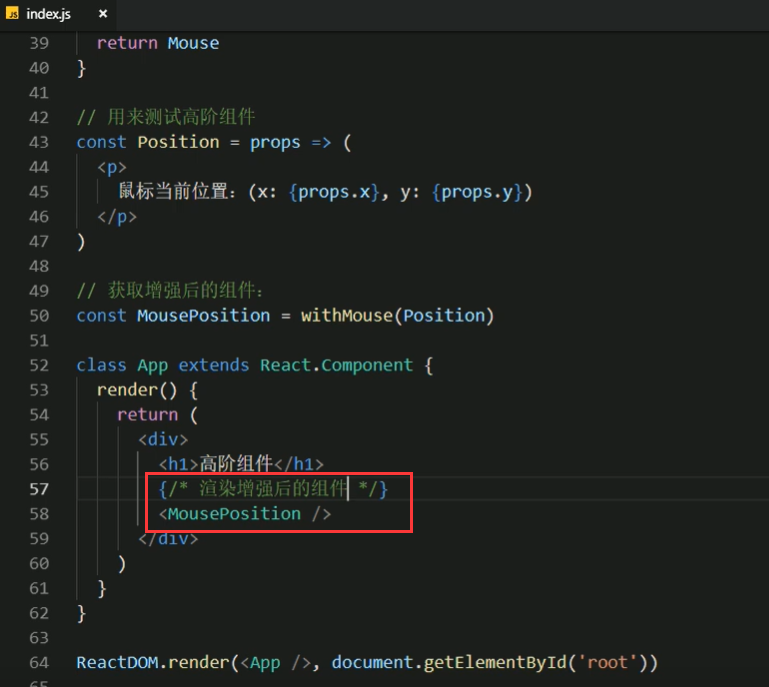 JS index.js ×
39 return Mouse
40 }
41
42 // 用来测试高阶组件
43 const Position = props => (
44 <p>
45 鼠标当前位置：(x: {props.x}, y: {props.y})
46 </p>
47 )
48
49 // 获取增强后的组件：
50 const MousePosition = withMouse(Position)
51
52 class App extends React.Component {
53 render() {
54 return (
55 <div>
56 <h1>高阶组件</h1>
57 {/* 渲染增强后的组件 */}
58 <MousePosition />
59 </div>
60 )
61 }
62 }
63
64 ReactDOM.render(<App />, document.getElementById('root'))
65